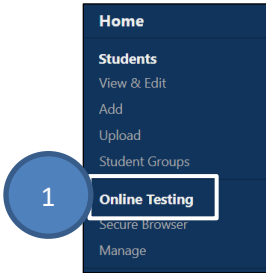 Home
Students
View & Edit
Add
Upload
Student Groups
1
Online Testing
Secure Browser
Manage